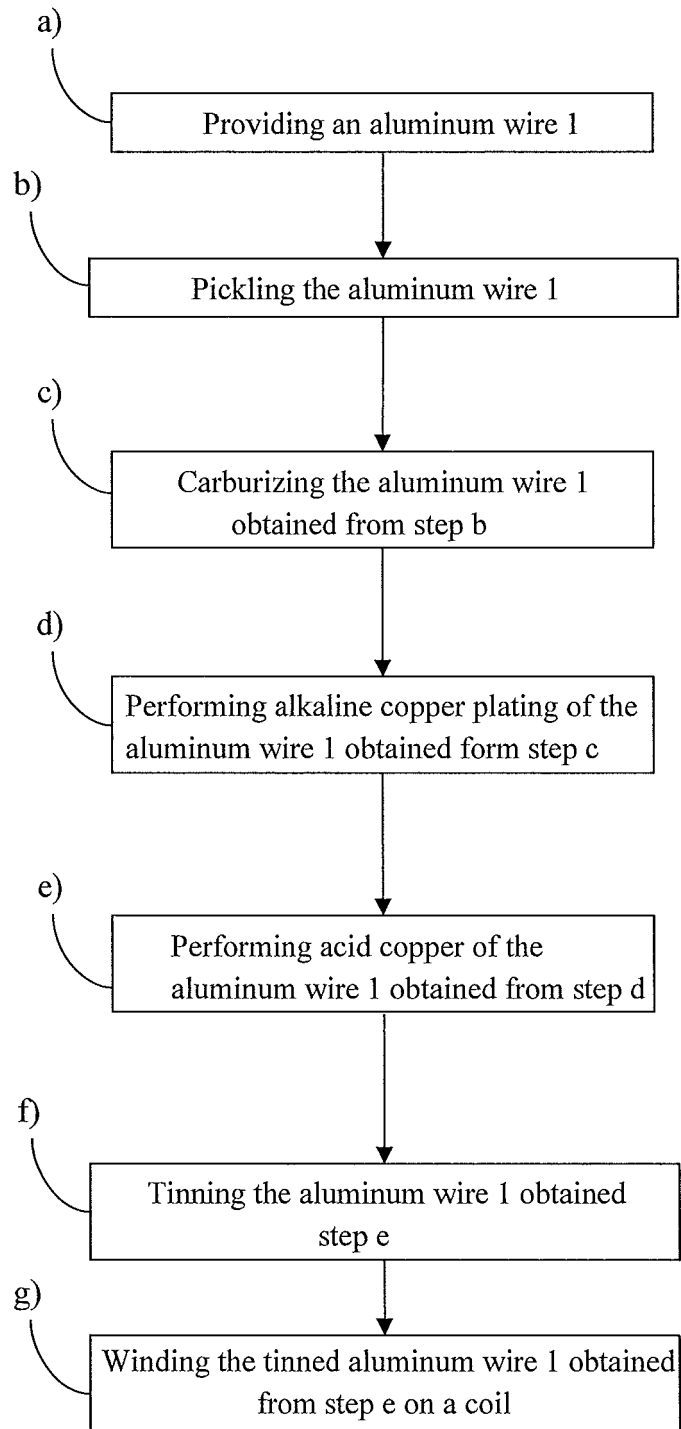 a)
Providing an aluminum wire 1
b)
Pickling the aluminum wire 1
c)
Carburizing the aluminum wire 1
obtained from step b
d)
Performing alkaline copper plating of the
aluminum wire 1 obtained form step c
e)
Performing acid copper of the
aluminum wire 1 obtained from step d
f)
Tinning the aluminum wire 1 obtained
step e
g)
Winding the tinned aluminum wire 1 obtained
from step e on a coil